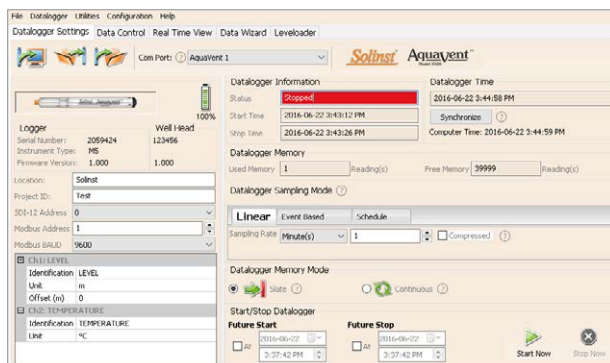 File Datalogger Utilities Configuration Help
Datalogger Settings Data Control Real Time View Data Wizard Leveloader
Com Port: AquaVent 1
Solinst Aquavent
100%
Logger Well Head
Serial Number: 2059424 123456
Instrument Type: M5
Firmware Version: 1.000 1.000
Location: Solinst
Project ID: Test
SDI-12 Address 0
Modbus Address 1
Modbus BAUD 9600
Ch1: LEVEL
Identification LEVEL
Unit m
Offset (m) 0
Ch2: TEMPERATURE
Identification TEMPERATURE
Unit °C
Datalogger Information
Status Stopped
Start Time 2016-06-22 3:43:12 PM
Stop Time 2016-06-22 3:43:26 PM
Datalogger Time
2016-06-22 3:44:58 PM
Synchronize
Computer Time: 2016-06-22 3:44:59 PM
Datalogger Memory
Used Memory 1 Reading(s) Free Memory 39999 Reading(s)
Datalogger Sampling Mode
Linear Event Based Schedule
Sampling Rate Minute(s) 1 Compressed
Datalogger Memory Mode
Slate Continuous
Start/Stop Datalogger
Future Start Future Stop
At 2016-06-22 At 2016-06-22
3:37:42 PM 3:37:42 PM
Start Now Stop Now